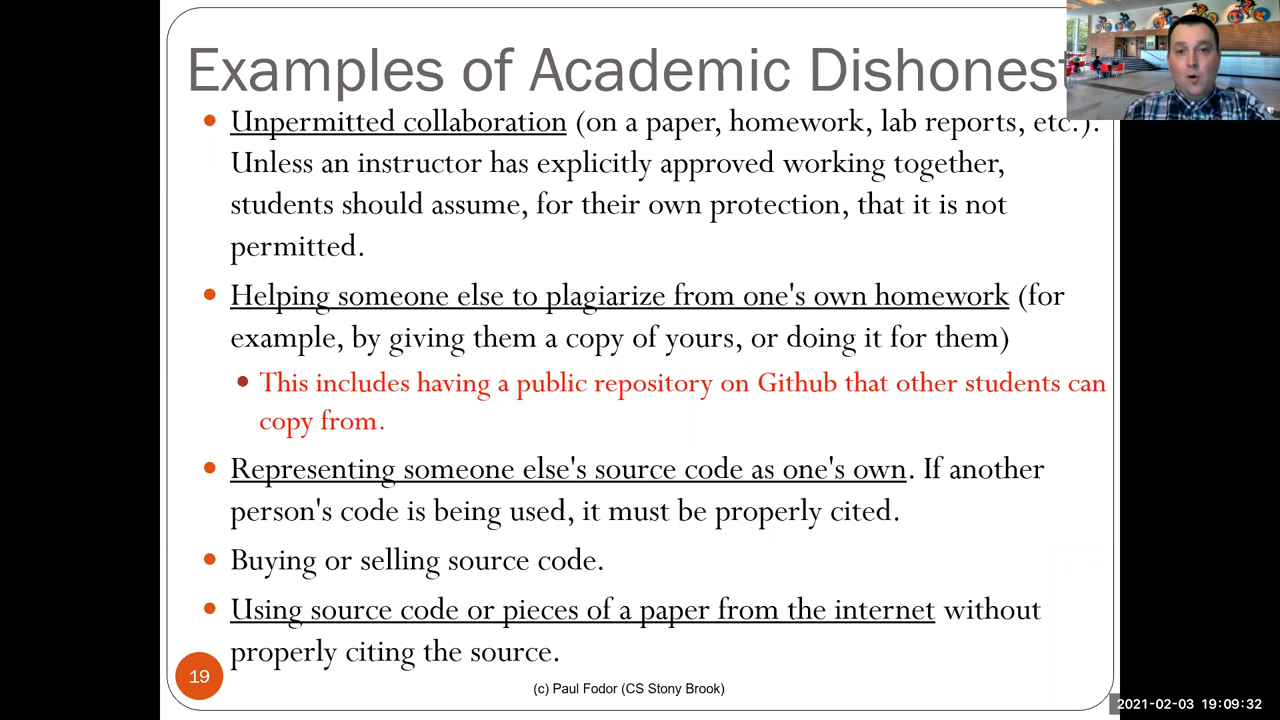 Examples of Academic Dishonest
Unpermitted collaboration (on a paper, homework, lab reports, etc.).
Unless an instructor has explicitly approved working together,
students should assume, for their own protection, that it is not
permitted.
Helping someone else to plagiarize from one's own homework (for
example, by giving them a copy of yours, or doing it for them)
This includes having a public repository on Github that other students can
copy from.
Representing someone else's source code as one's own. If another
person's code is being used, it must be properly cited.
Buying or selling source code.
Using source code or pieces of a paper from the internet without
properly citing the source.
19
(c) Paul Fodor (CS Stony Brook)
2021-02-03 19:09:32